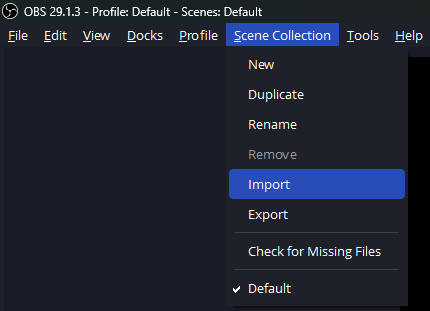 OBS 29.1.3 - Profile: Default - Scenes: Default
File Edit View Docks Profile Scene Collection Tools Help
New
Duplicate
Rename
Remove
Import
Export
Check for Missing Files
Default